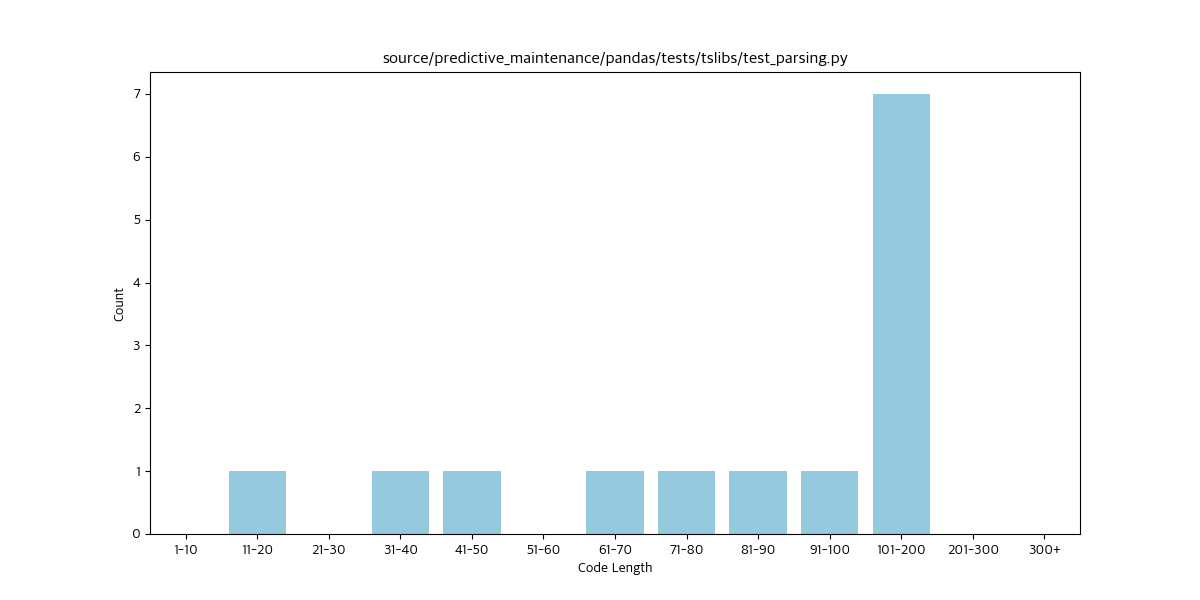 source/predictive_maintenance/pandas/tests/tslibs/test_parsing.py
7
6
5
4
3
2
1
0
Count
1-10 11-20 21-30 31-40 41-50 51-60 61-70 71-80 81-90 91-100 101-200 201-300 300+
Code Length